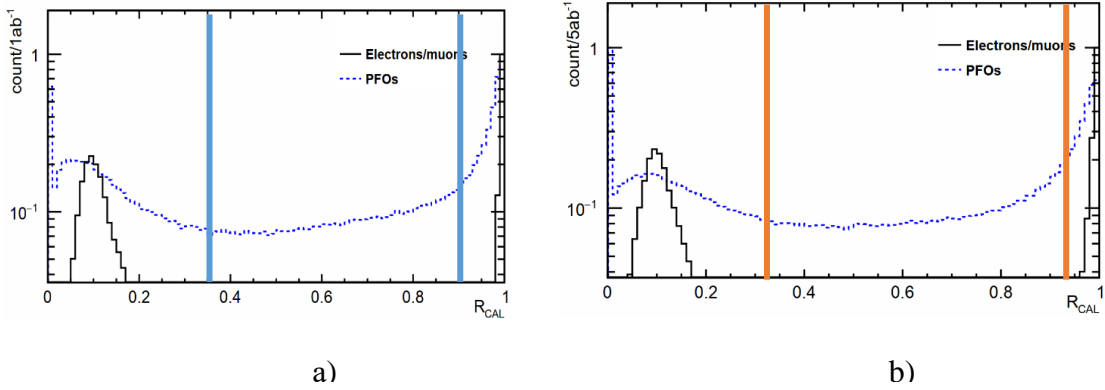 a)
count/1ab⁻¹
1
10⁻¹
Electrons/muons
PFOs
0 0.2 0.4 0.6 0.8 1
R_CAL
b)
count/5ab⁻¹
1
10⁻¹
Electrons/muons
PFOs
0 0.2 0.4 0.6 0.8 1
R_CAL
a)
b)